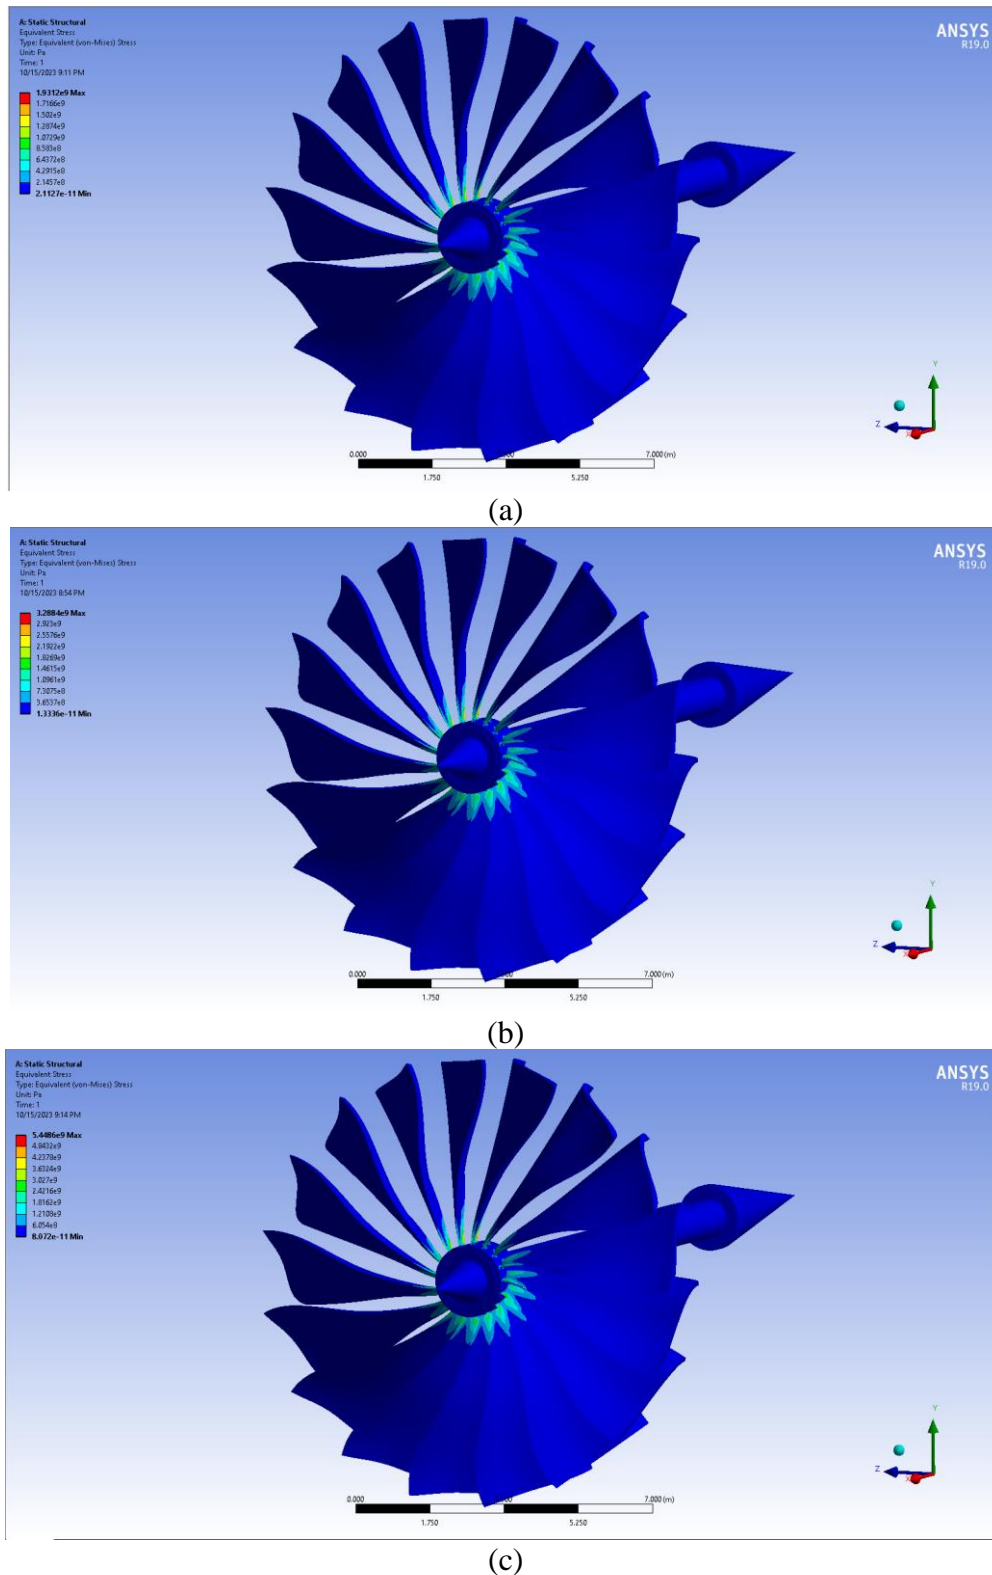 A: Static Structural
Equivalent Stress
Type: Equivalent (von-Mises) Stress
Unit: Pa
Time: 1
10/15/2023 9:11 PM
1.9312e9 Max
1.7166e9
1.502e9
1.2874e9
1.0729e9
8.583e8
6.4372e8
4.2915e8
2.1457e8
2.1127e-11 Min
ANSYS
R19.0
Y
Z
X
0.000
7.000 (m)
1.750
5.250
(a)
A: Static Structural
Equivalent Stress
Type: Equivalent (von-Mises) Stress
Unit: Pa
Time: 1
10/15/2023 8:54 PM
3.2884e9 Max
2.923e9
2.5576e9
2.1922e9
1.8269e9
1.4615e9
1.0961e9
7.3075e8
3.6537e8
1.3336e-11 Min
ANSYS
R19.0
Y
Z
X
0.000
7.000 (m)
1.750
5.250
(b)
A: Static Structural
Equivalent Stress
Type: Equivalent (von-Mises) Stress
Unit: Pa
Time: 1
10/15/2023 9:14 PM
5.4486e9 Max
4.8432e9
4.2378e9
3.6324e9
3.027e9
2.4216e9
1.8162e9
1.2108e9
6.054e8
8.072e-11 Min
ANSYS
R19.0
Y
Z
X
0.000
7.000 (m)
1.750
5.250
(c)